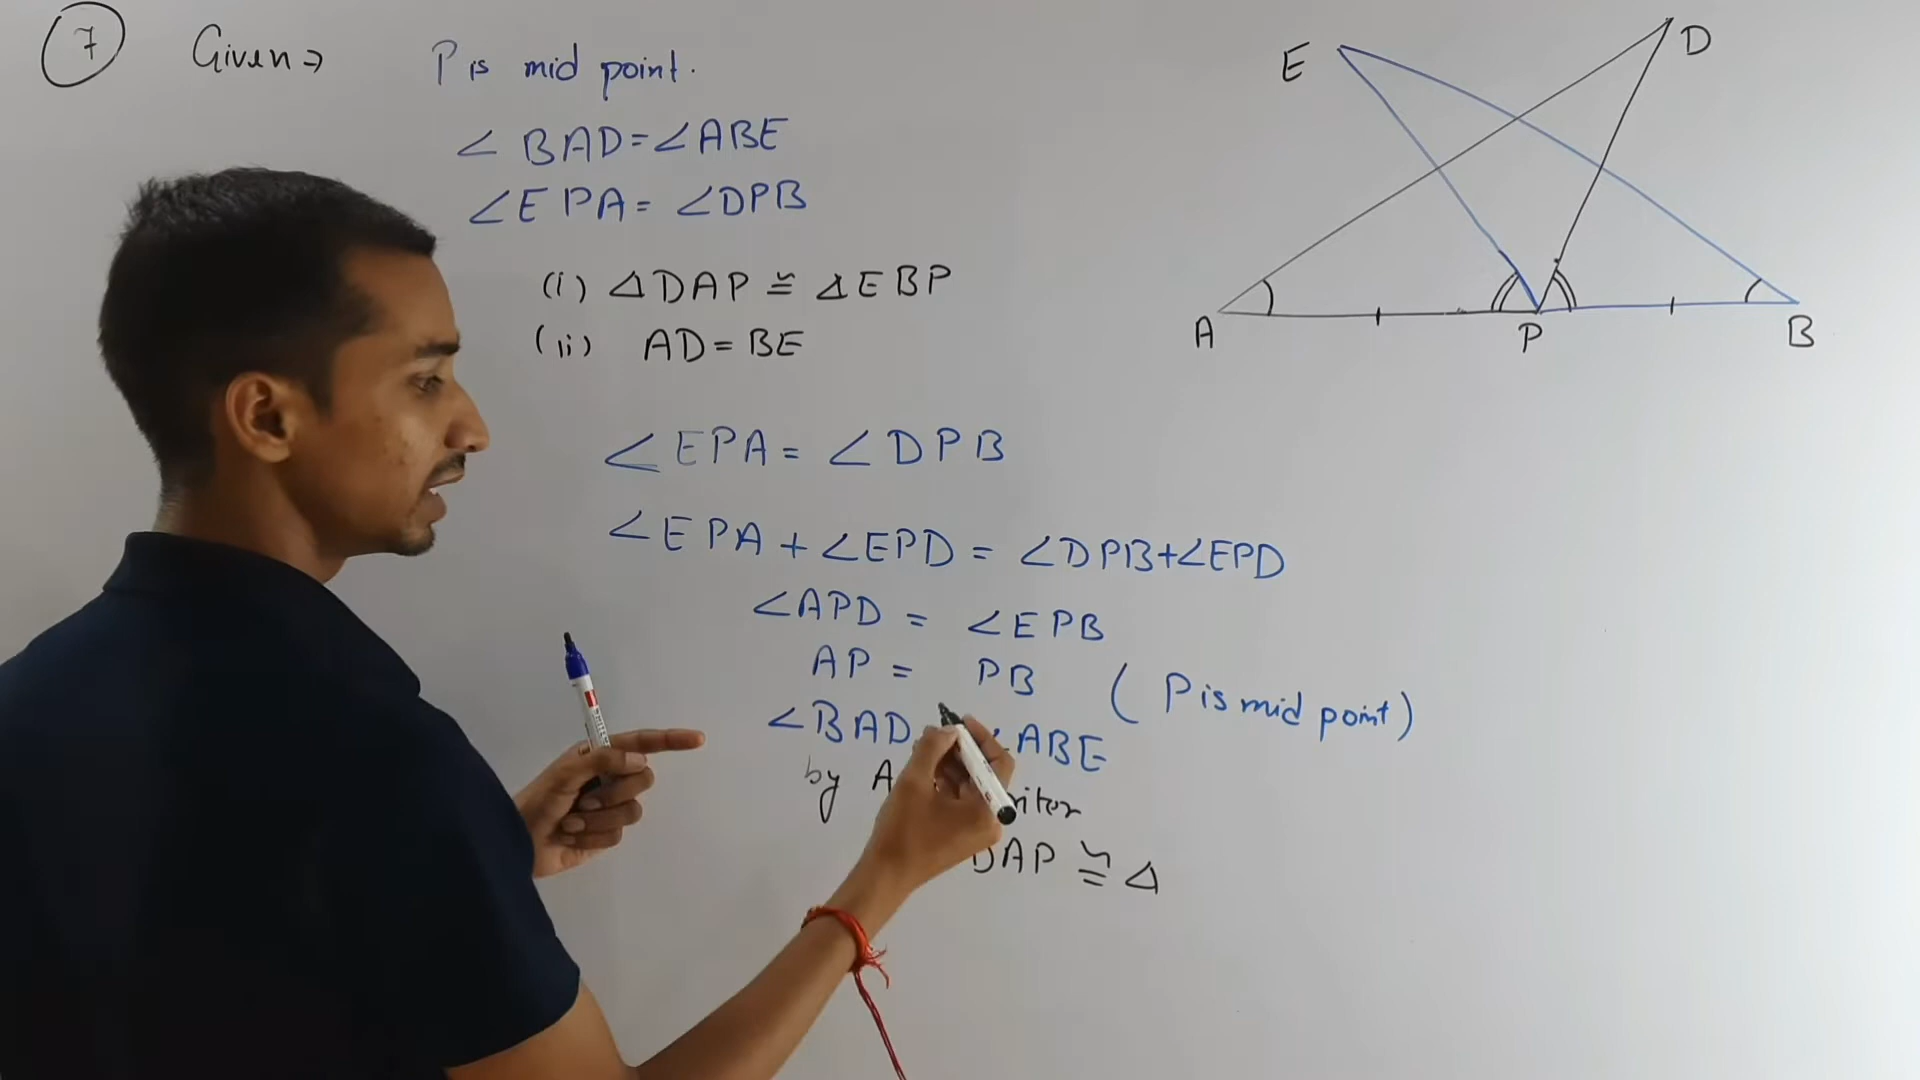 7 Given ⇒ P is mid point.
∠BAD=∠ABE
∠EPA=∠DPB
(i) △DAP ≅ △EBP
(ii) AD=BE
∠EPA=∠DPB
∠EPA+∠EPD=∠DPB+∠EPD
∠APD = ∠EPB
AP = PB (P is mid point)
∠BAD ∠ABE
by
DAP ≅ △
E
D
A
P
B